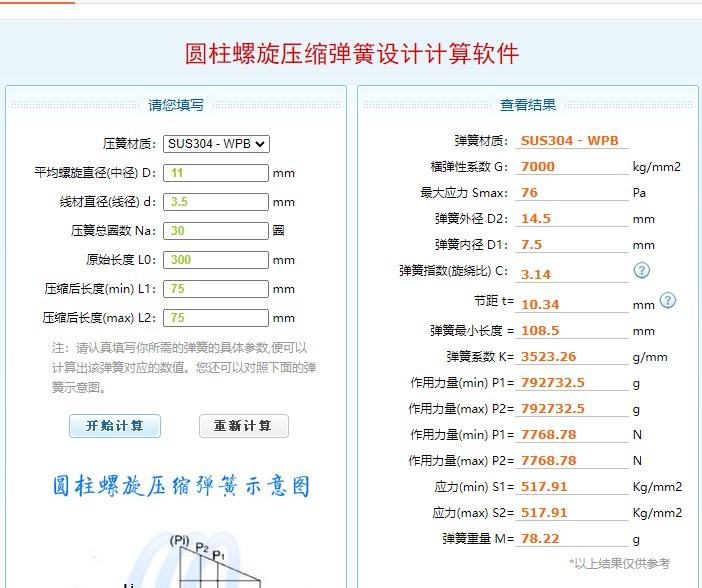 圆柱螺旋压缩弹簧设计计算软件
请您填写
压簧材质: SUS304 - WPB
平均螺旋直径(中径) D: 11 mm
线材直径(线径) d: 3.5 mm
压簧总圈数 Na: 30 圈
原始长度 L0: 300 mm
压缩后长度(min) L1: 75 mm
压缩后长度(max) L2: 75 mm
注: 请认真填写你所需的弹簧的具体参数,便可以
计算出该弹簧对应的数值。您还可以对照下面的弹
簧示意图。
开始计算 重新计算
圆柱螺旋压缩弹簧示意图
(Pi) P2 P1
Li
查看结果
弹簧材质: SUS304 - WPB
横弹性系数 G: 7000 kg/mm2
最大应力 Smax: 76 Pa
弹簧外径 D2: 14.5 mm
弹簧内径 D1: 7.5 mm
弹簧指数(旋绕比) C: 3.14 ?
节距 t= 10.34 mm ?
弹簧最小长度 = 108.5 mm
弹簧系数 K= 3523.26 g/mm
作用力量(min) P1= 792732.5 g
作用力量(max) P2= 792732.5 g
作用力量(min) P1= 7768.78 N
作用力量(max) P2= 7768.78 N
应力(min) S1= 517.91 Kg/mm2
应力(max) S2= 517.91 Kg/mm2
弹簧重量 M= 78.22 g
*以上结果仅供参考